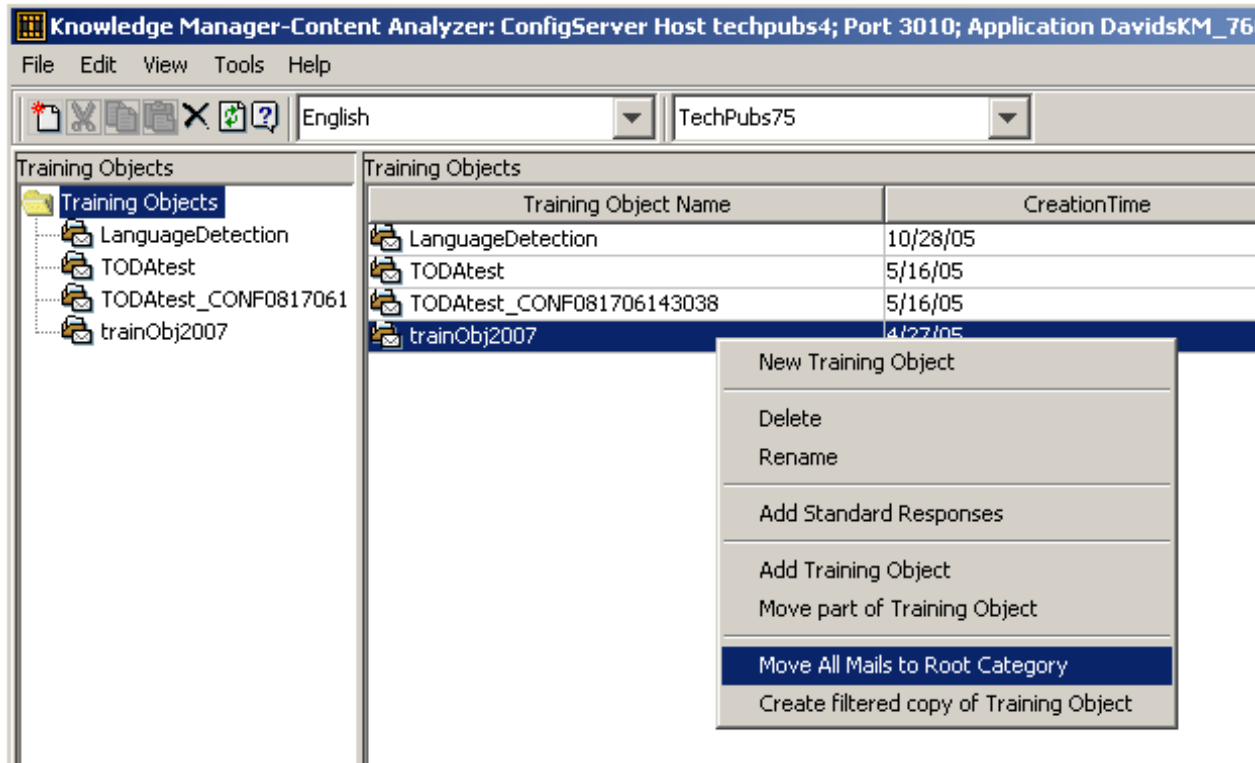 Knowledge Manager-Content Analyzer: ConfigServer Host techpubs4; Port 3010; Application DavidsKM_76
File Edit View Tools Help
English TechPubs75
Training Objects
Training Objects
LanguageDetection
TODAtest
TODAtest_CONF0817061
trainObj2007
Training Objects
Training Object Name CreationTime
LanguageDetection 10/28/05
TODAtest 5/16/05
TODAtest_CONF081706143038 5/16/05
trainObj2007 4/27/05
New Training Object
Delete
Rename
Add Standard Responses
Add Training Object
Move part of Training Object
Move All Mails to Root Category
Create filtered copy of Training Object